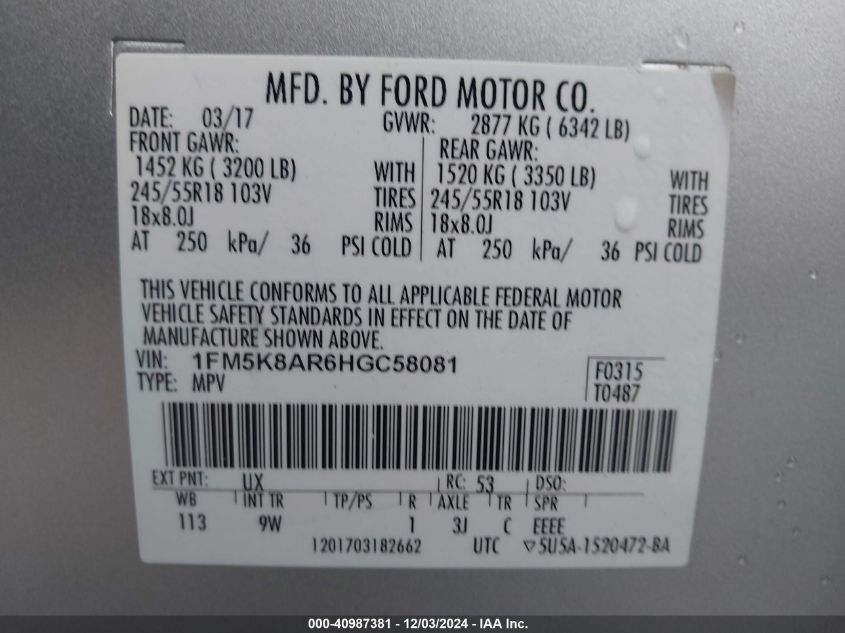 MFD. BY FORD MOTOR CO.
DATE: 03/17 GVWR: 2877 KG ( 6342 LB)
FRONT GAWR: REAR GAWR:
1452 KG ( 3200 LB) WITH 1520 KG ( 3350 LB) WITH
245/55R18 103V TIRES 245/55R18 103V TIRES
18x8.0J RIMS 18x8.0J RIMS
AT 250 kPa/ 36 PSI COLD AT 250 kPa/ 36 PSI COLD
THIS VEHICLE CONFORMS TO ALL APPLICABLE FEDERAL MOTOR
VEHICLE SAFETY STANDARDS IN EFFECT ON THE DATE OF
MANUFACTURE SHOWN ABOVE.
VIN: 1FM5K8AR6HGC58081 F0315
TYPE: MPV T0487
EXT PNT: UX RC: 53 DSO:
WB INT TR TP/PS R AXLE TR SPR
113 9W 1 3J C EEEE
1201703182662 UTC ▽5U5A-1520472-BA
000-40987381 - 12/03/2024 - IAA Inc.